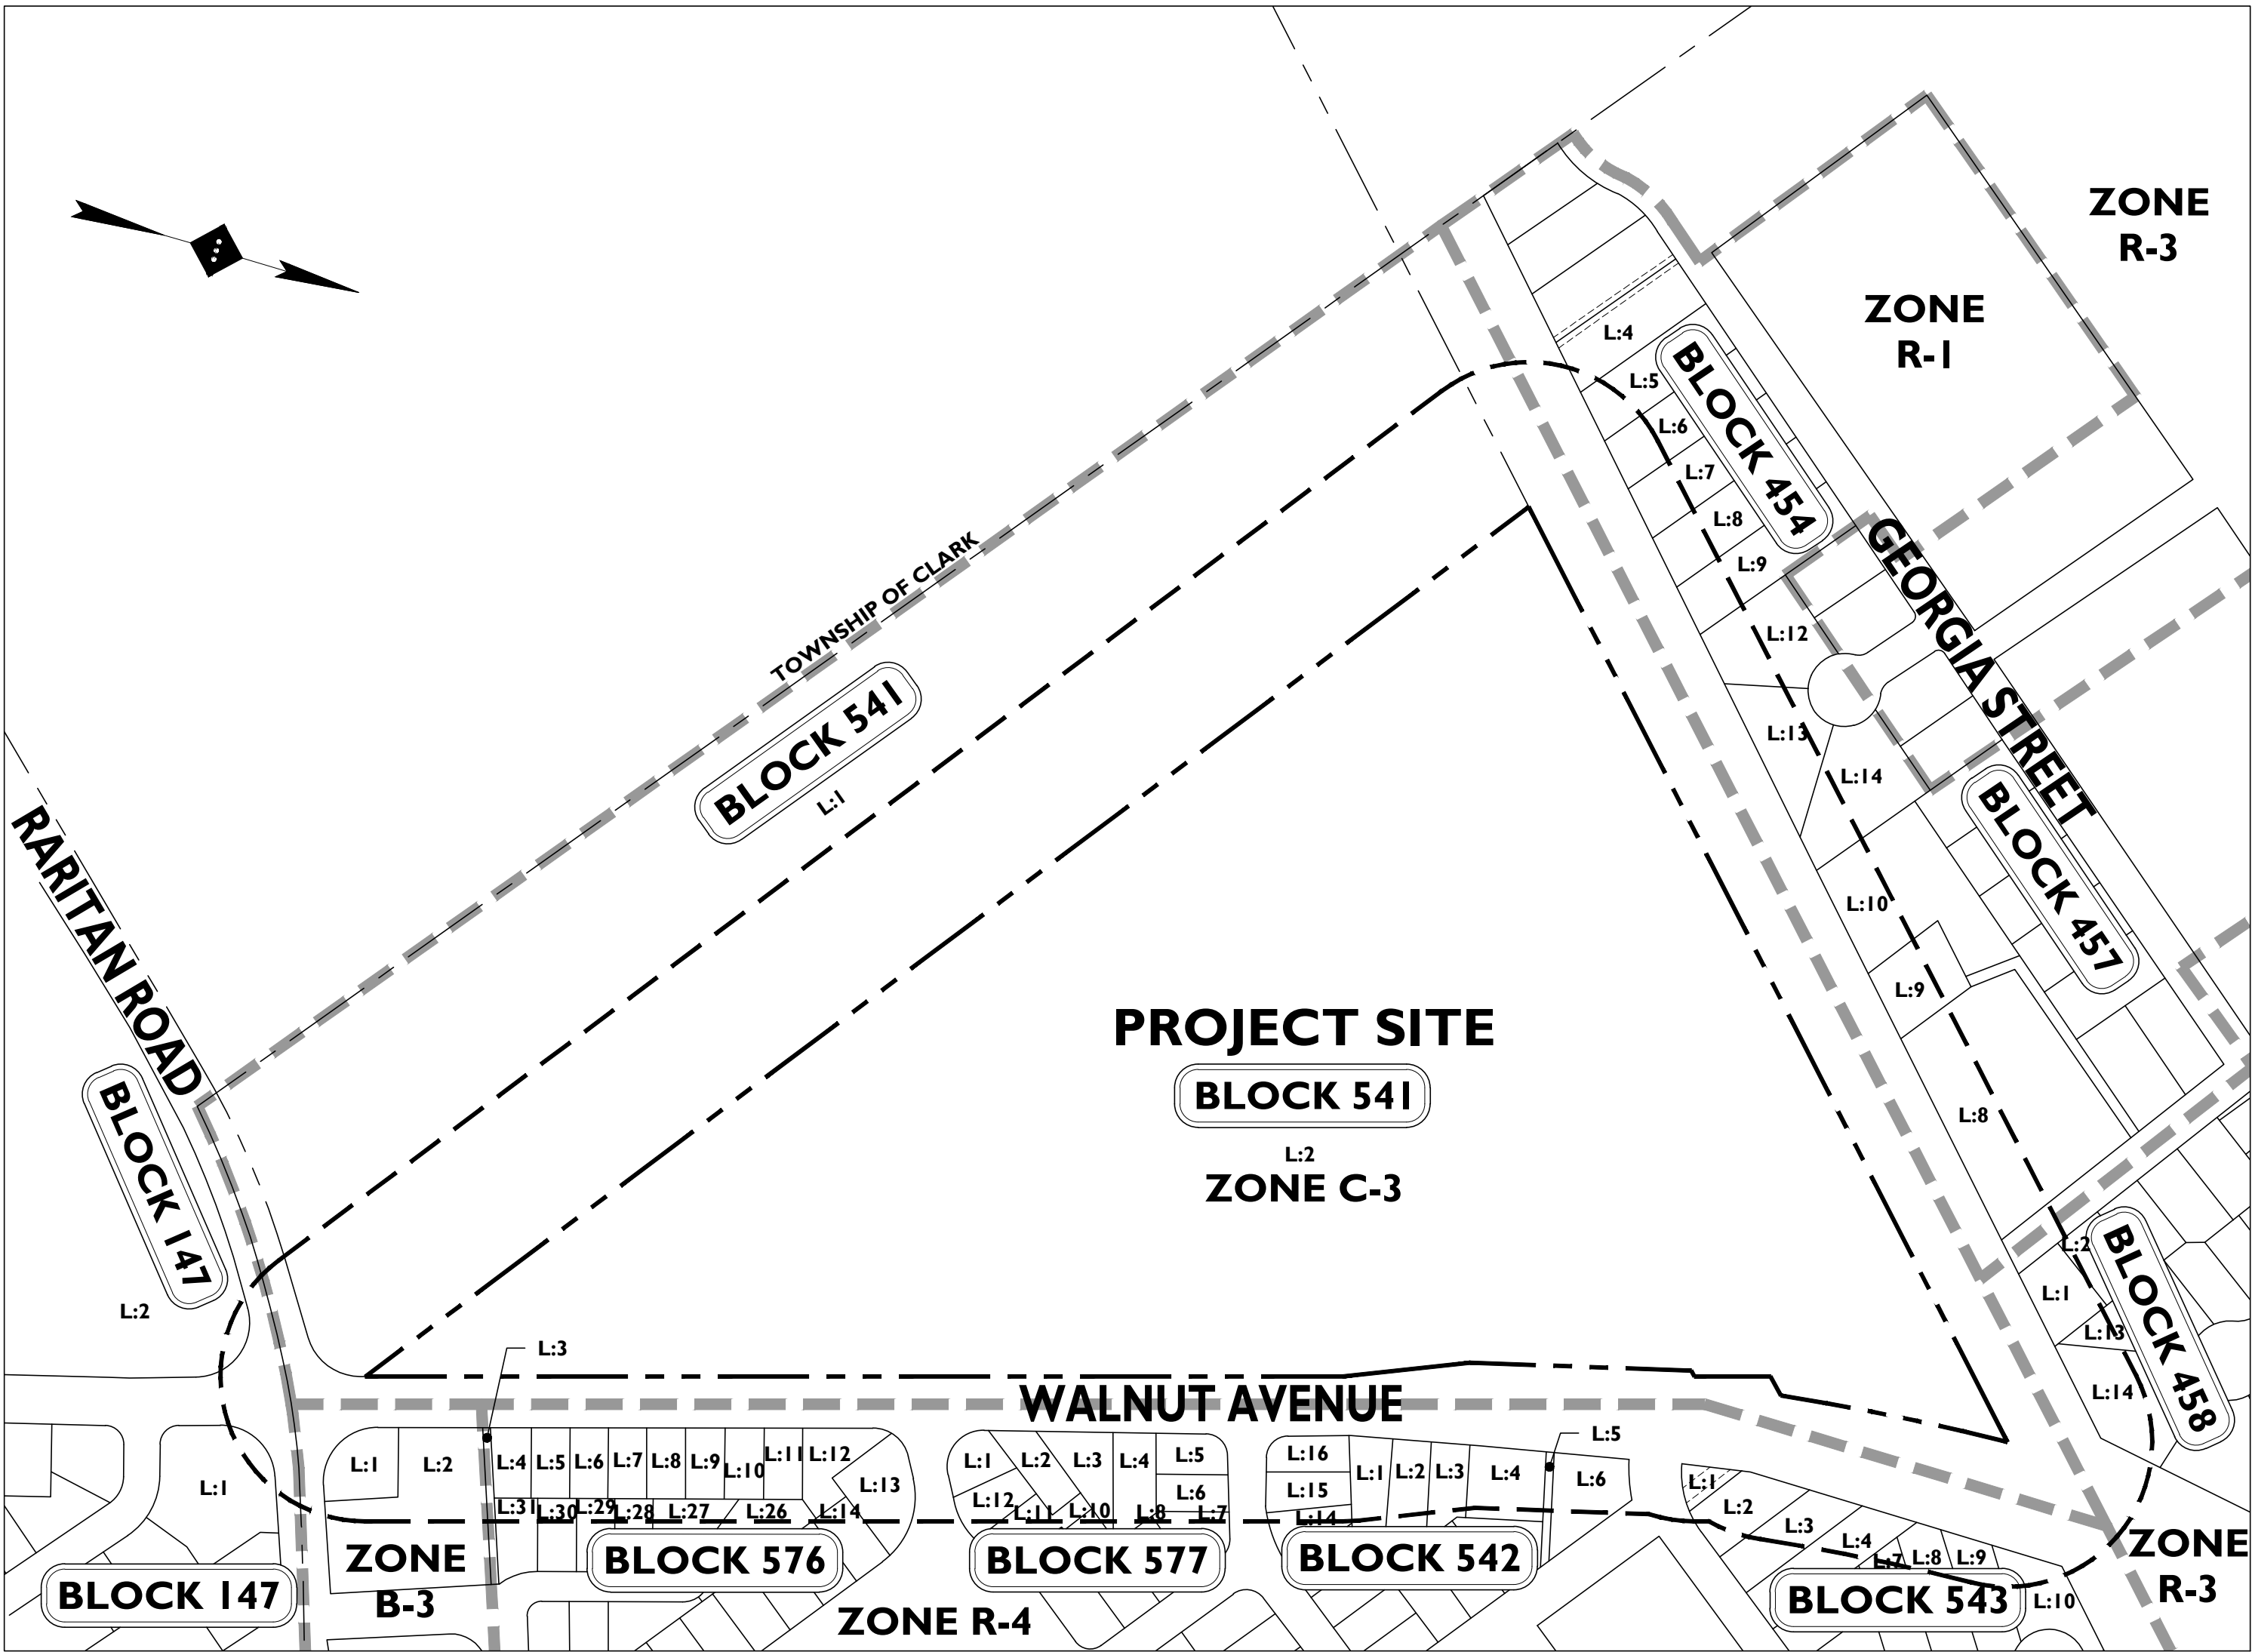 ZONE
R-3
ZONE
R-1
L:4
L:5
L:6
L:7
L:8
L:9
BLOCK 454
L:12
L:13
L:14
GEORGIA STREET
TOWNSHIP OF CLARK
BLOCK 541
L:1
RARITAN ROAD
BLOCK 147
L:2
BLOCK 457
L:10
L:9
L:8
PROJECT SITE
BLOCK 541
L:2
ZONE C-3
L:2
L:1
L:13
L:14
BLOCK 458
L:3
WALNUT AVENUE
L:1
BLOCK 147
L:1
L:2
L:4
L:5
L:6
L:7
L:8
L:9
L:10
L:11
L:12
L:13
L:31
L:30
L:29
L:28
L:27
L:26
L:14
ZONE
B-3
BLOCK 576
L:1
L:2
L:3
L:4
L:5
L:6
L:12
L:11
L:10
L:8
L:7
BLOCK 577
ZONE R-4
L:16
L:15
L:14
L:1
L:2
L:3
L:4
L:5
L:6
BLOCK 542
L:1
L:2
L:3
L:4
L:7
L:8
L:9
L:10
BLOCK 543
ZONE
R-3